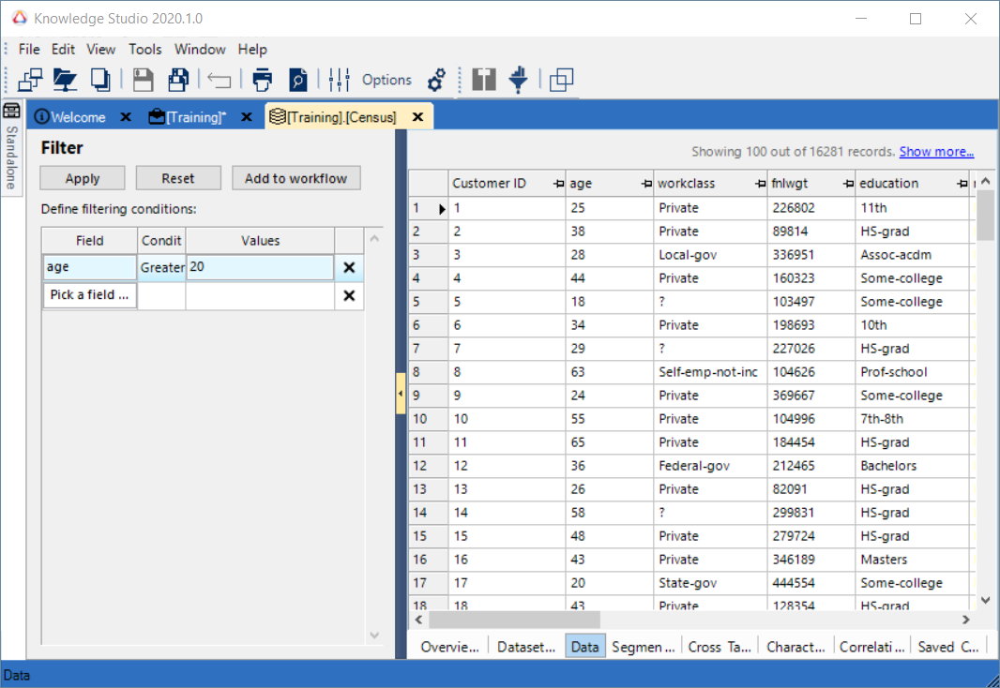 Knowledge Studio 2020.1.0
File Edit View Tools Window Help
Options
Standalone
Welcome [Training]* [Training].[Census]
Filter
Apply Reset Add to workflow
Define filtering conditions:
Field Condit Values
age Greater 20
Pick a field ...
Showing 100 out of 16281 records. Show more...
Customer ID age workclass fnlwgt education
1 1 25 Private 226802 11th
2 2 38 Private 89814 HS-grad
3 3 28 Local-gov 336951 Assoc-acdm
4 4 44 Private 160323 Some-college
5 5 18 ? 103497 Some-college
6 6 34 Private 198693 10th
7 7 29 ? 227026 HS-grad
8 8 63 Self-emp-not-inc 104626 Prof-school
9 9 24 Private 369667 Some-college
10 10 55 Private 104996 7th-8th
11 11 65 Private 184454 HS-grad
12 12 36 Federal-gov 212465 Bachelors
13 13 26 Private 82091 HS-grad
14 14 58 ? 299831 HS-grad
15 15 48 Private 279724 HS-grad
16 16 43 Private 346189 Masters
17 17 20 State-gov 444554 Some-college
18 18 43 Private 128354 HS-grad
Overvie... Dataset... Data Segmen ... Cross Ta... Charact... Correlati ... Saved C...
Data